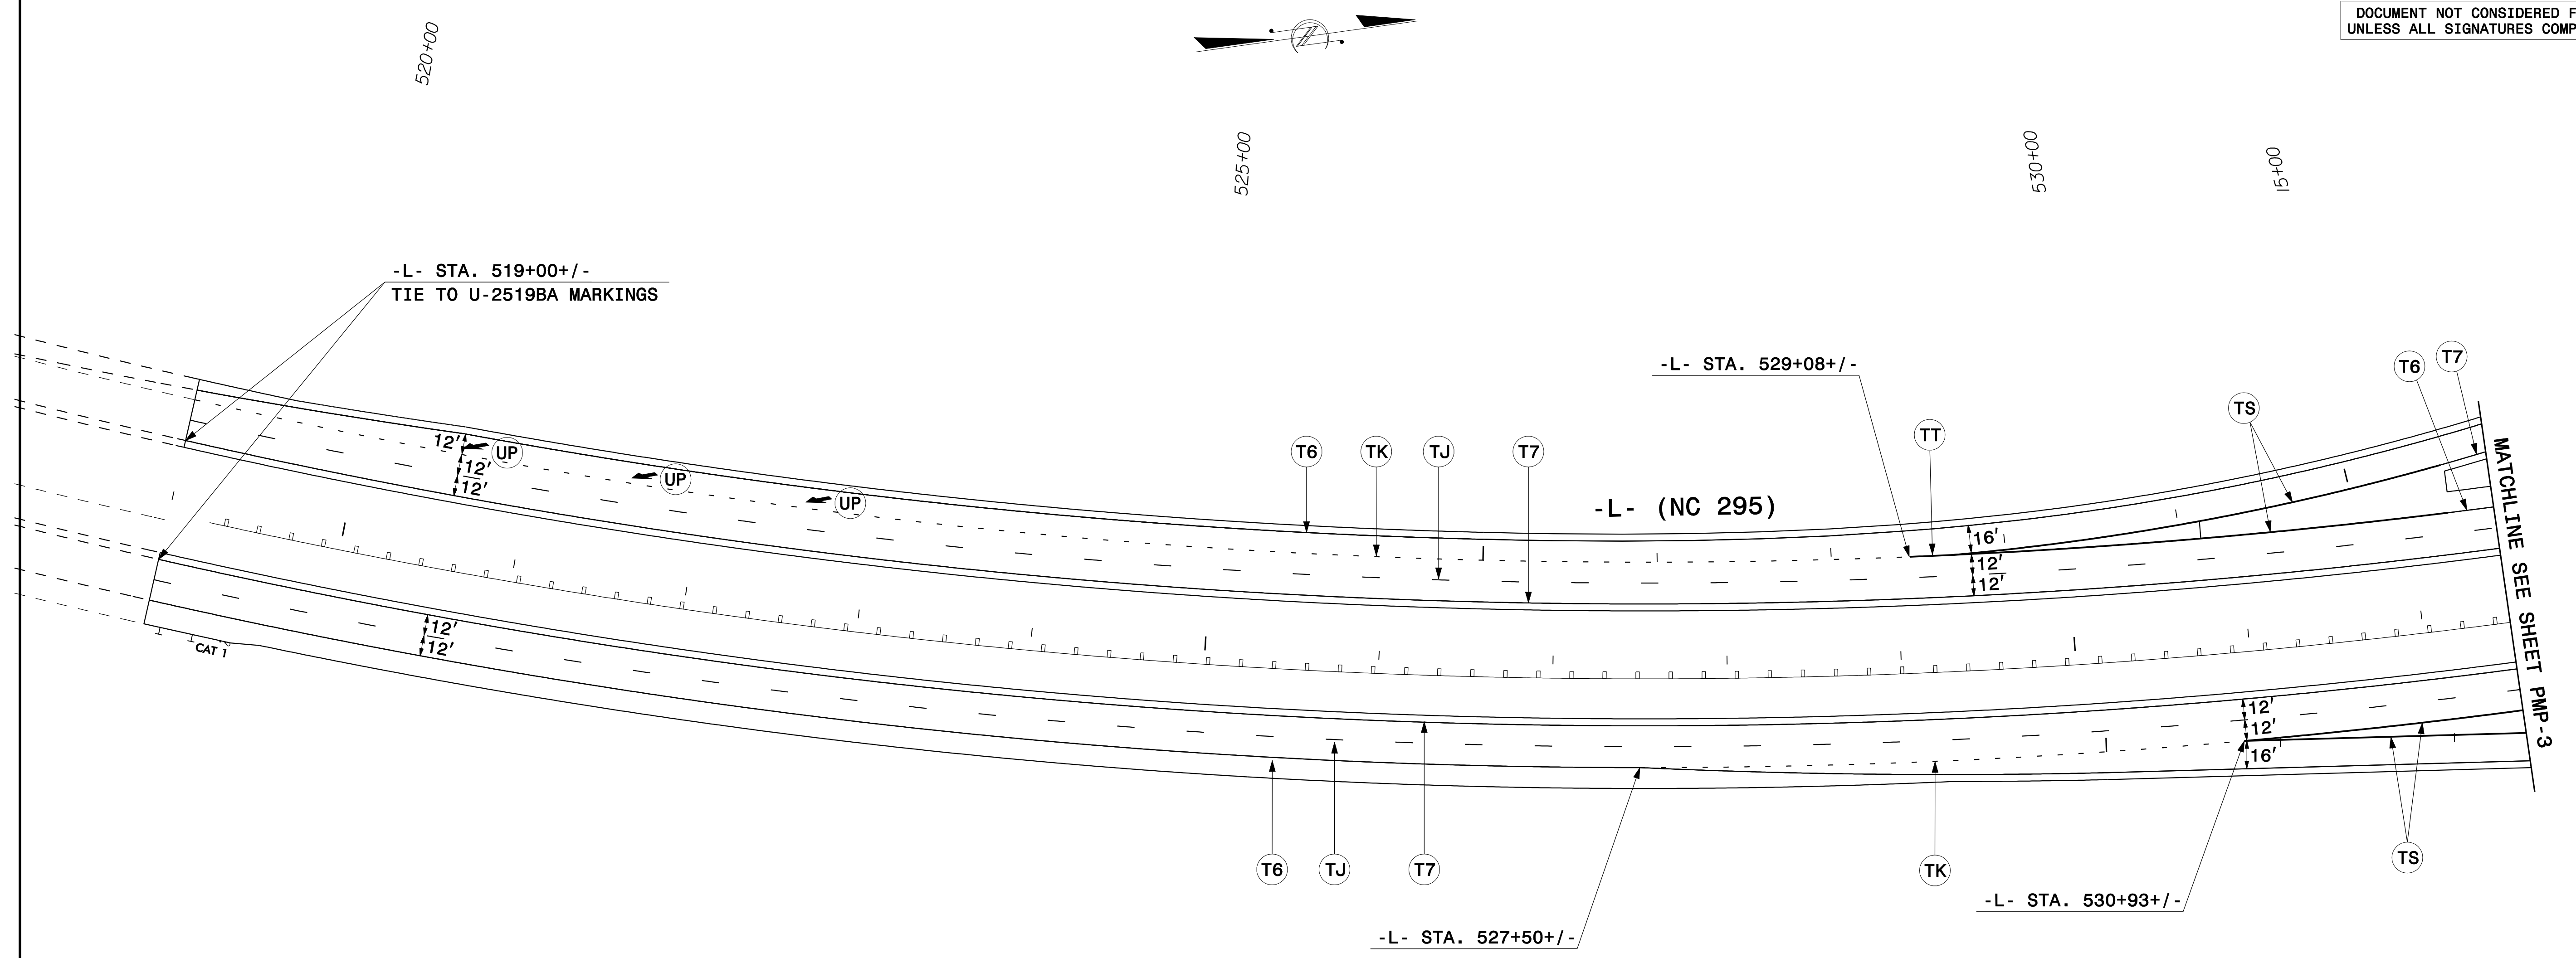 DOCUMENT NOT CONSIDERED F
UNLESS ALL SIGNATURES COMP
520+00
525+00
530+00
15+00
-L- STA. 519+00+/-
TIE TO U-2519BA MARKINGS
-L- STA. 529+08+/-
T6
T7
TS
TT
12'
UP
12'
12'
UP
UP
T6
TK
TJ
T7
-L- (NC 295)
16'
12'
12'
MATCHLINE SEE SHEET PMP-3
12'
12'
CAT 1
12'
12'
16'
T6
TJ
T7
TK
TS
-L- STA. 530+93+/-
-L- STA. 527+50+/-